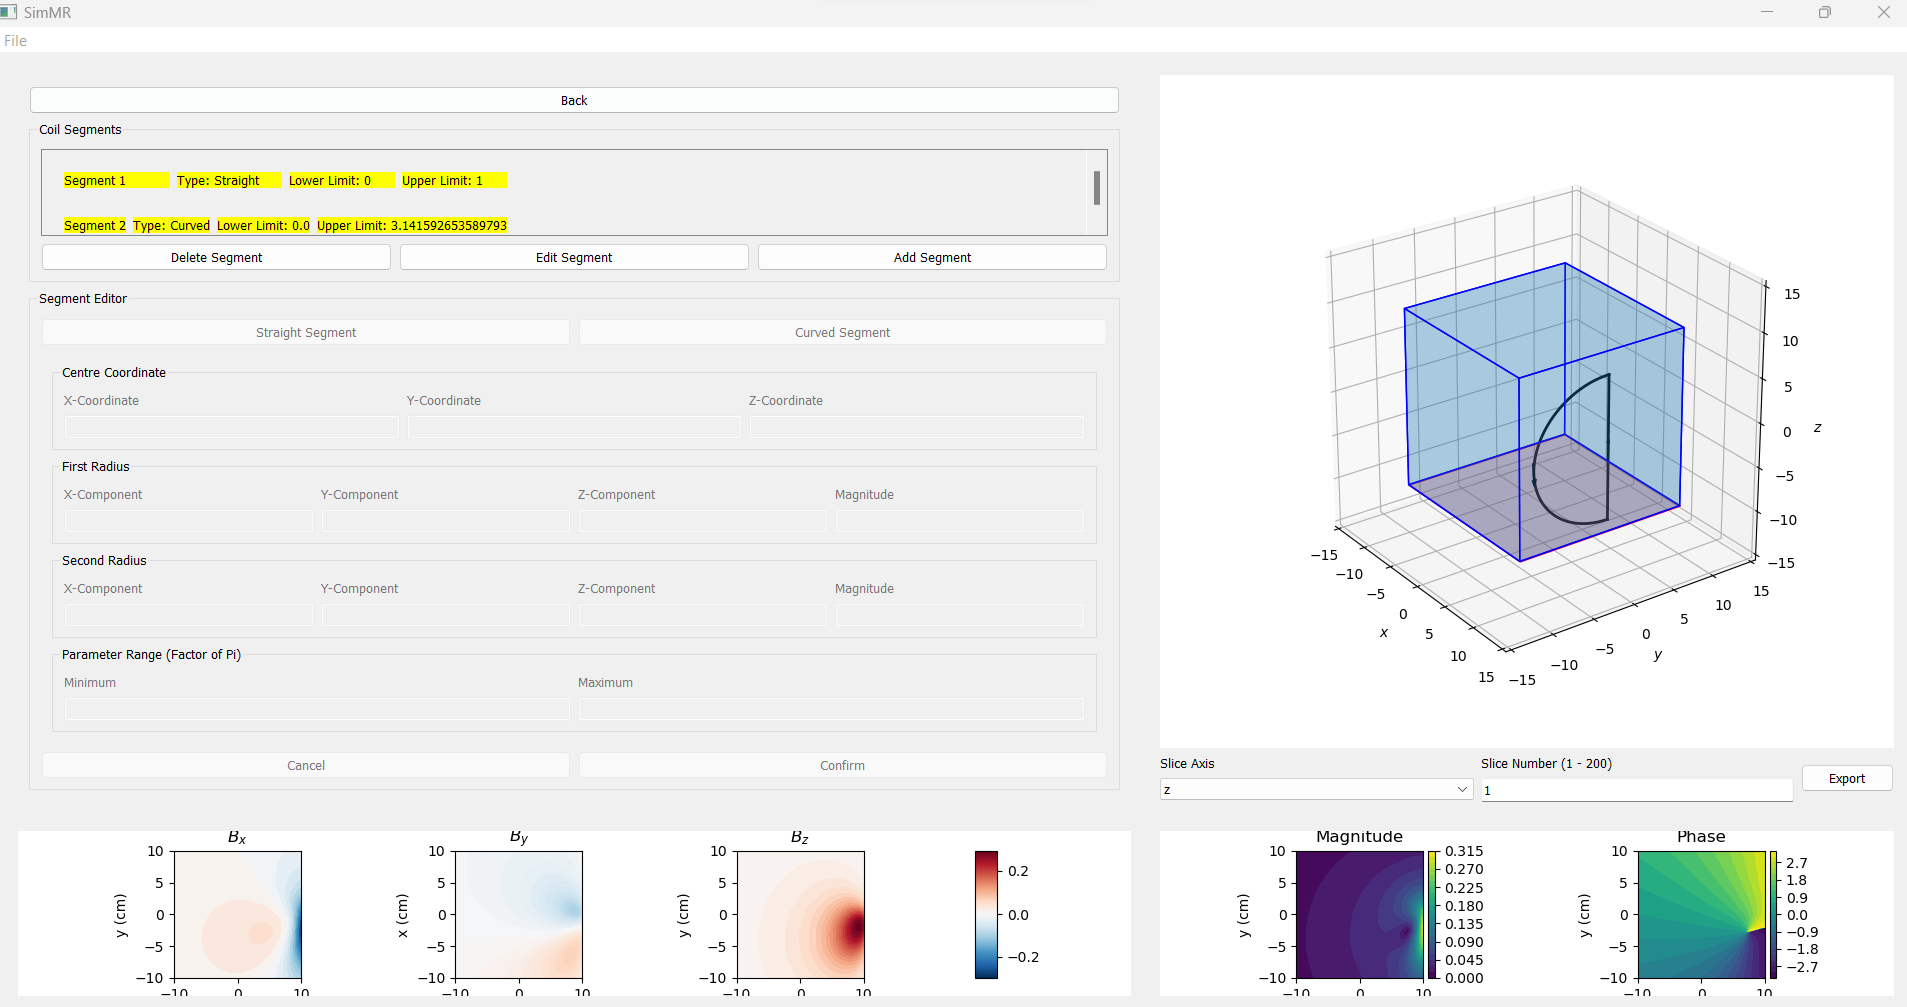 SimMR
File
Back
Coil Segments
Segment 1 Type: Straight Lower Limit: 0 Upper Limit: 1
Segment 2 Type: Curved Lower Limit: 0.0 Upper Limit: 3.141592653589793
Delete Segment Edit Segment Add Segment
Segment Editor
Straight Segment Curved Segment
Centre Coordinate
X-Coordinate Y-Coordinate Z-Coordinate
First Radius
X-Component Y-Component Z-Component Magnitude
Second Radius
X-Component Y-Component Z-Component Magnitude
Parameter Range (Factor of Pi)
Minimum Maximum
Cancel Confirm
15
10
5
0 z
−5
−10
−15
−15
−10
−5
0
5
10
15
x
−15
−10
−5
0
5
10
15
y
Slice Axis Slice Number (1 - 200)
z 1 Export
Bx
10
5
0
−5
−10
y (cm)
−10 0 10
By
10
5
0
−5
−10
x (cm)
−10 0 10
Bz
10
5
0
−5
−10
y (cm)
−10 0 10
0.2
0.0
−0.2
Magnitude
10
5
0
−5
−10
y (cm)
−10 0 10
0.315
0.270
0.225
0.180
0.135
0.090
0.045
0.000
Phase
10
5
0
−5
−10
y (cm)
−10 0 10
2.7
1.8
0.9
0.0
−0.9
−1.8
−2.7